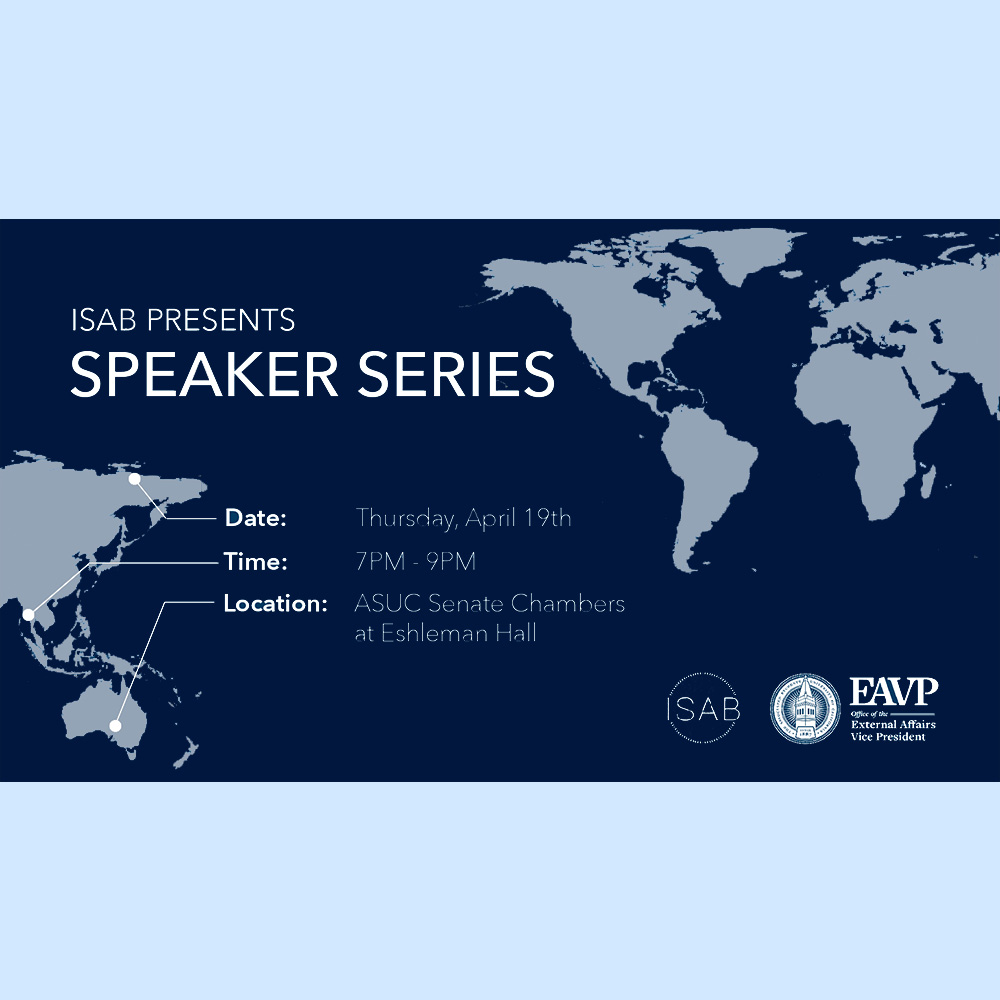 ISAB PRESENTS
SPEAKER SERIES
Date: Thursday, April 19th
Time: 7PM - 9PM
Location: ASUC Senate Chambers
at Eshleman Hall
ISAB
EAVP
Office of the
External Affairs
Vice President